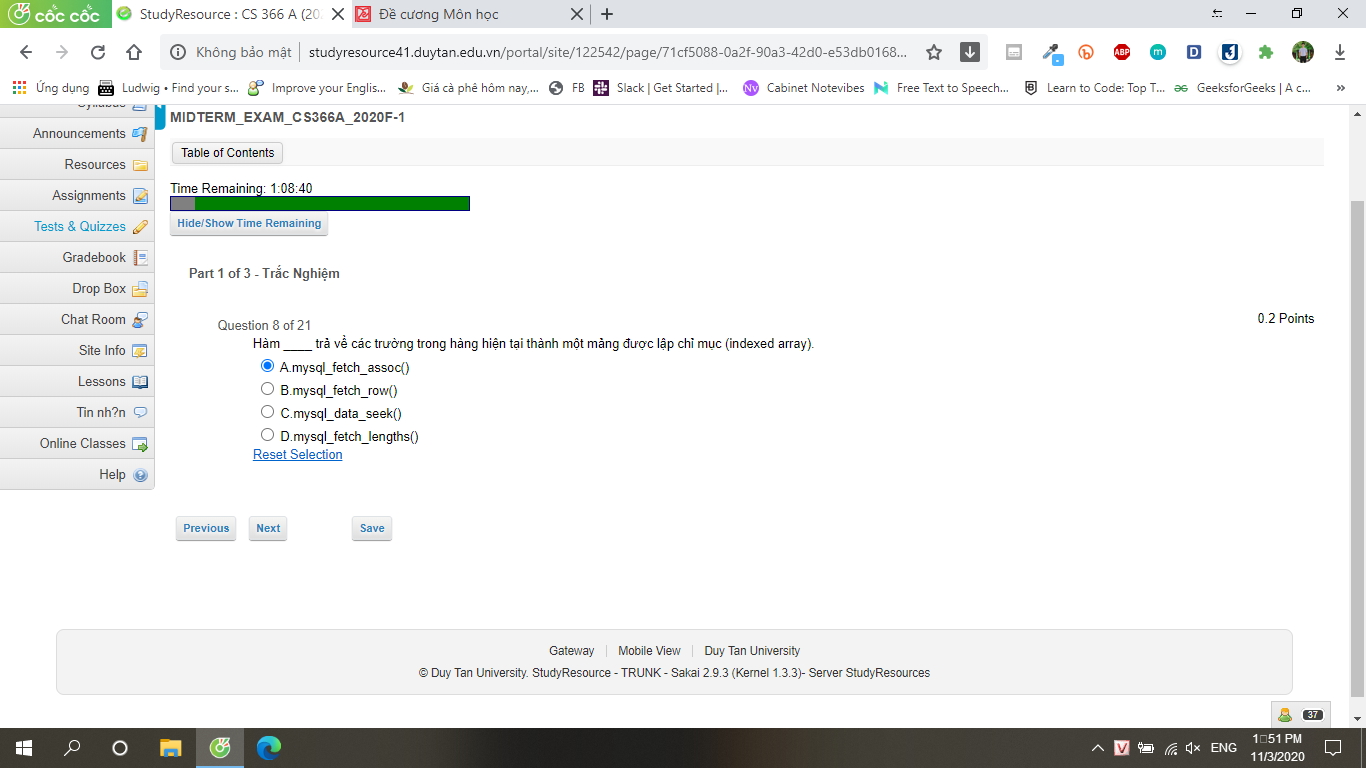 cốc cốc
StudyResource : CS 366 A (20
Đề cương Môn học
Không bảo mật
studyresource41.duytan.edu.vn/portal/site/122542/page/71cf5088-0a2f-90a3-42d0-e53db0168...
Ứng dụng
Ludwig • Find your s...
Improve your Englis...
Giá cà phê hôm nay,...
FB
Slack | Get Started |...
Cabinet Notevibes
Free Text to Speech...
Learn to Code: Top T...
GeeksforGeeks | A c...
»
Syllabus
Announcements
Resources
Assignments
Tests & Quizzes
Gradebook
Drop Box
Chat Room
Site Info
Lessons
Tin nh?n
Online Classes
Help
MIDTERM_EXAM_CS366A_2020F-1
Table of Contents
Time Remaining: 1:08:40
Hide/Show Time Remaining
Part 1 of 3 - Trắc Nghiệm
Question 8 of 21
0.2 Points
Hàm ____ trả về các trường trong hàng hiện tại thành một mảng được lập chỉ mục (indexed array).
A.mysql_fetch_assoc()
B.mysql_fetch_row()
C.mysql_data_seek()
D.mysql_fetch_lengths()
Reset Selection
Previous
Next
Save
Gateway
Mobile View
Duy Tan University
© Duy Tan University. StudyResource - TRUNK - Sakai 2.9.3 (Kernel 1.3.3)- Server StudyResources
37
ENG
1:51 PM
11/3/2020